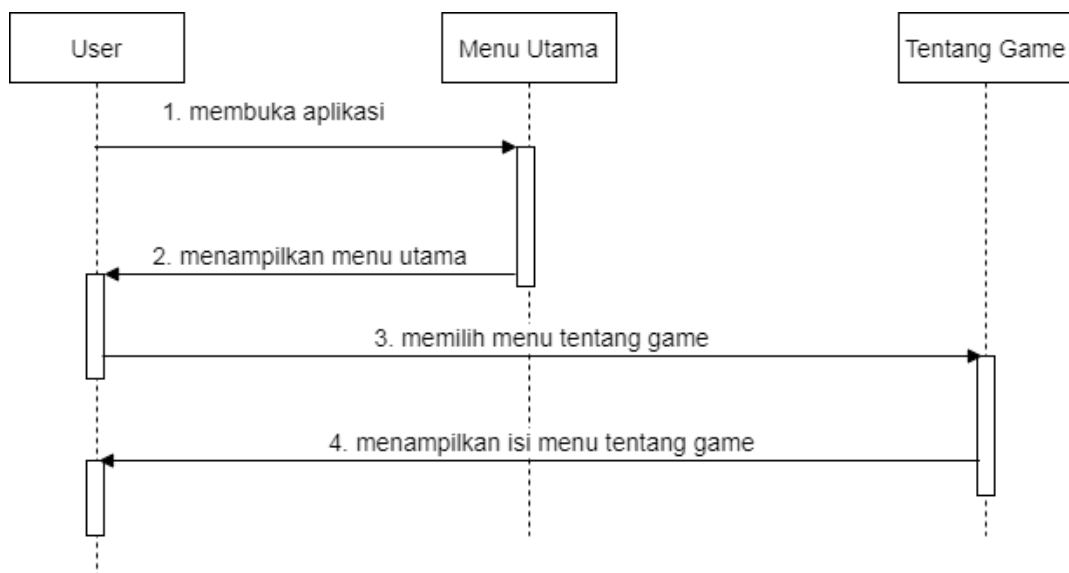 User
Menu Utama
Tentang Game
1. membuka aplikasi
2. menampilkan menu utama
3. memilih menu tentang game
4. menampilkan isi menu tentang game